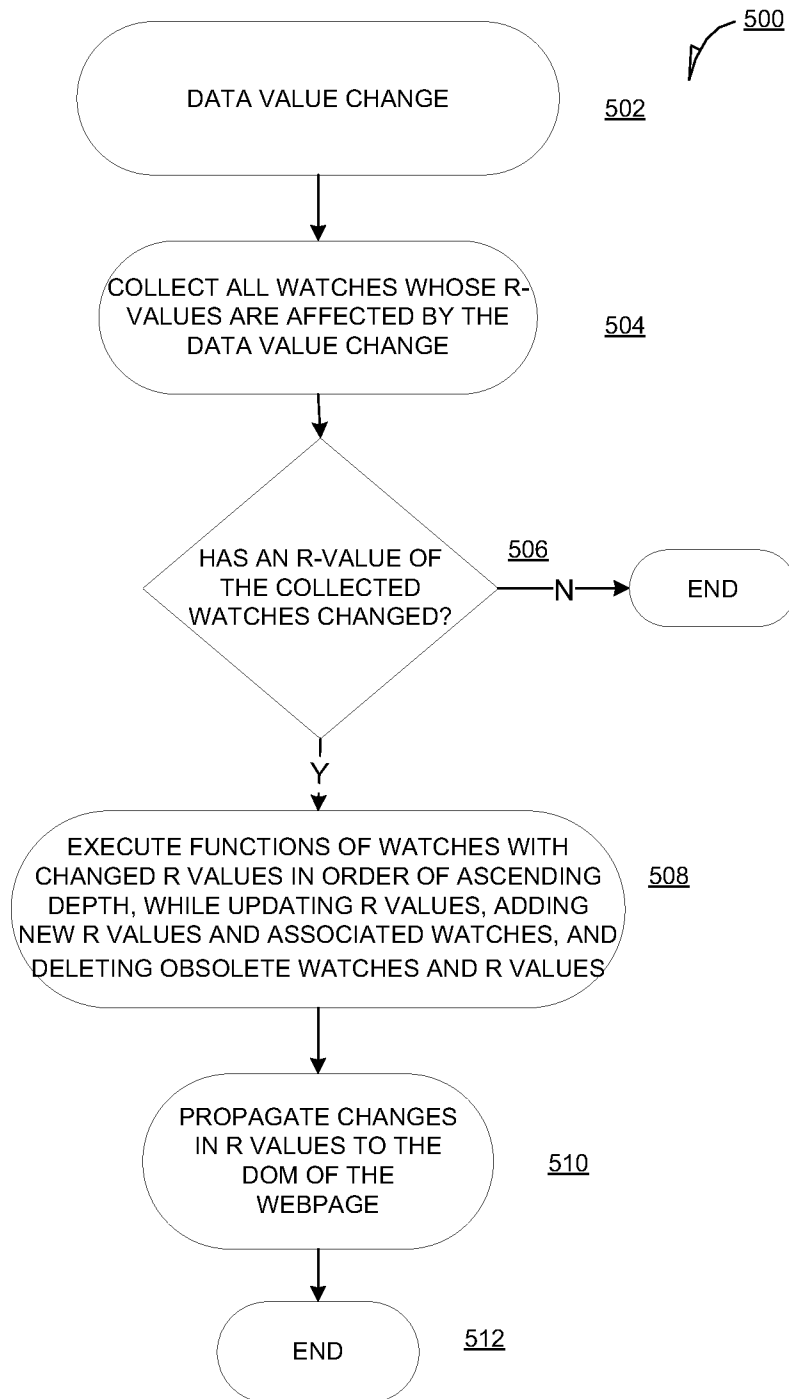 500
DATA VALUE CHANGE
502
COLLECT ALL WATCHES WHOSE R-
VALUES ARE AFFECTED BY THE
DATA VALUE CHANGE
504
HAS AN R-VALUE OF
THE COLLECTED
WATCHES CHANGED?
506
N
END
Y
EXECUTE FUNCTIONS OF WATCHES WITH
CHANGED R VALUES IN ORDER OF ASCENDING
DEPTH, WHILE UPDATING R VALUES, ADDING
NEW R VALUES AND ASSOCIATED WATCHES, AND
DELETING OBSOLETE WATCHES AND R VALUES
508
PROPAGATE CHANGES
IN R VALUES TO THE
DOM OF THE
WEBPAGE
510
END
512